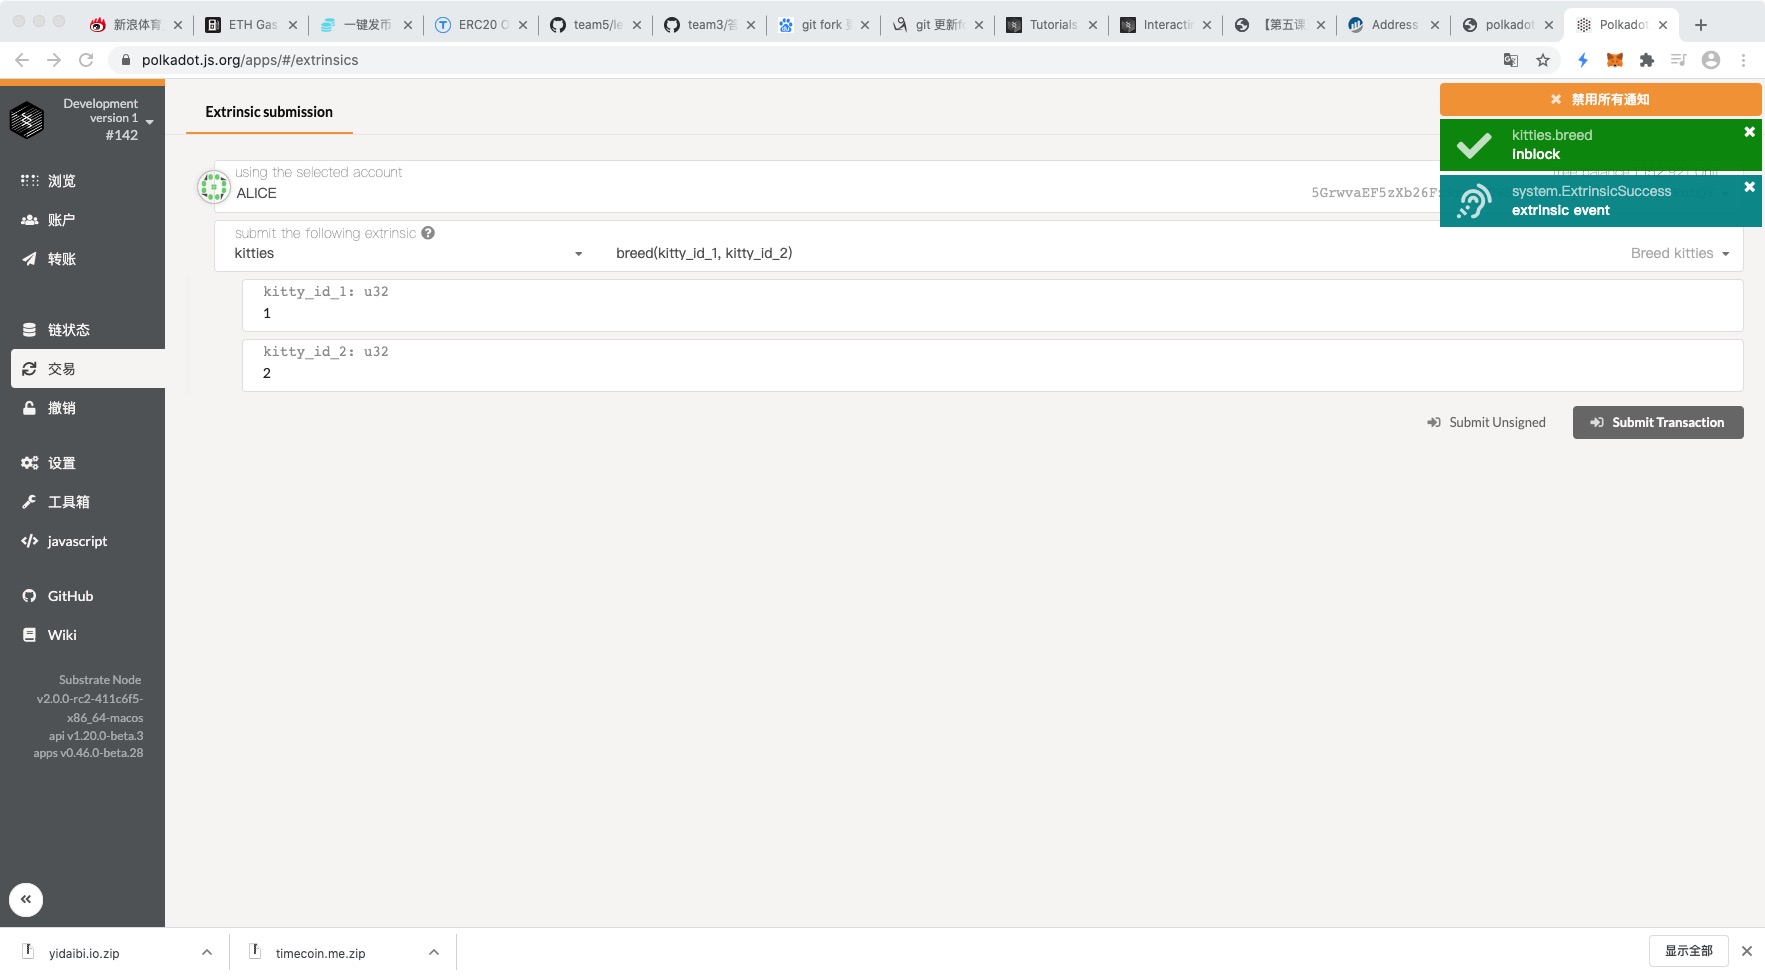 新浪体育
ETH Gas
一键发币
ERC20
team5/le
team3/答
git fork
git 更新fo
Tutorials
Interactin
【第五课
Address
polkadot
Polkadot
polkadot.js.org/apps/#/extrinsics
Development
version 1
#142
浏览
账户
转账
链状态
交易
撤销
设置
工具箱
javascript
GitHub
Wiki
Substrate Node
v2.0.0-rc2-411c6f5-
x86_64-macos
api v1.20.0-beta.3
apps v0.46.0-beta.28
Extrinsic submission
using the selected account
ALICE
5GrwvaEF5zXb26F
submit the following extrinsic
kitties
breed(kitty_id_1, kitty_id_2)
Breed kitties
kitty_id_1: u32
1
kitty_id_2: u32
2
Submit Unsigned
Submit Transaction
禁用所有通知
kitties.breed
inblock
system.ExtrinsicSuccess
extrinsic event
yidaibi.io.zip
timecoin.me.zip
显示全部